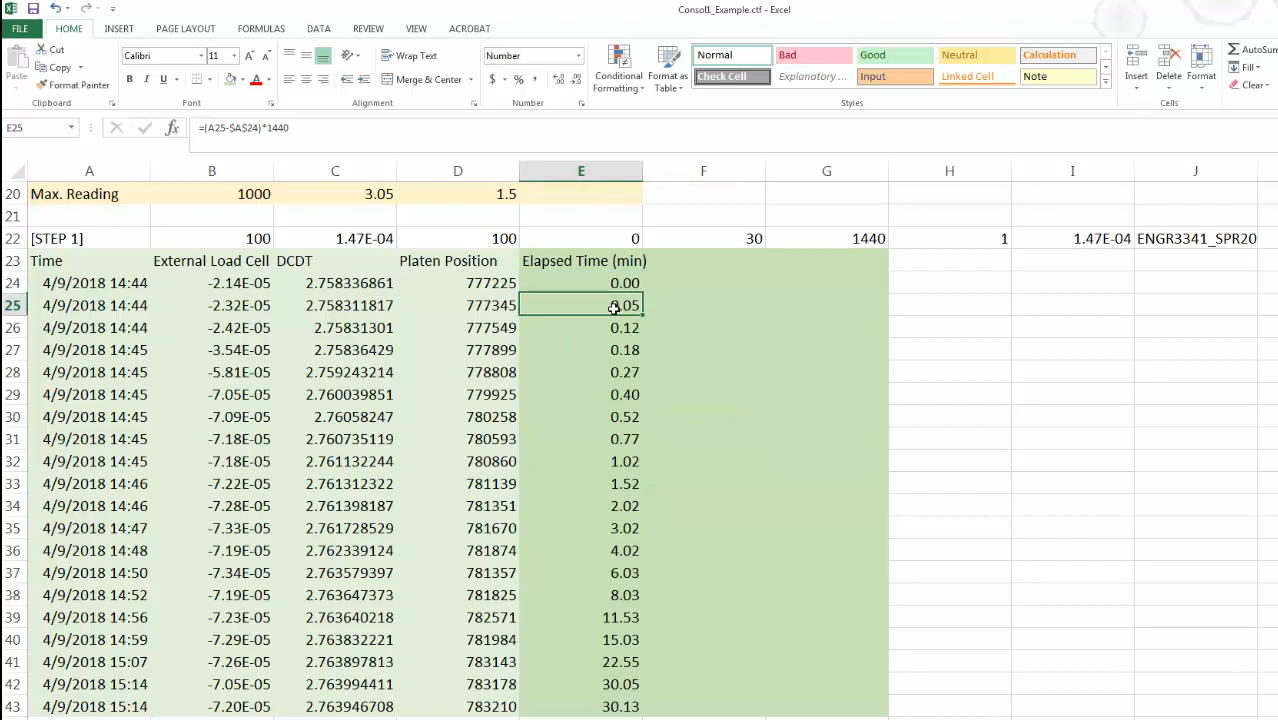 Consol1_Example.ctf - Excel
FILE HOME INSERT PAGE LAYOUT FORMULAS DATA REVIEW VIEW ACROBAT
Cut
Copy
Format Painter
Paste
Clipboard
Calibri 11
B I U
Font
Wrap Text
Merge & Center
Alignment
Number
$ % ,
Number
Conditional Formatting
Format as Table
Normal Bad Good Neutral Calculation
Check Cell Explanatory ... Input Linked Cell Note
Styles
Insert Delete Format
Cells
AutoSum
Fill
Clear
E25 fx =(A25-$A$24)*1440
A B C D E F G H I J
20 Max. Reading 1000 3.05 1.5
21
22 [STEP 1] 100 1.47E-04 100 0 30 1440 1 1.47E-04 ENGR3341_SPR20
23 Time External Load Cell DCDT Platen Position Elapsed Time (min)
24 4/9/2018 14:44 -2.14E-05 2.758336861 777225 0.00
25 4/9/2018 14:44 -2.32E-05 2.758311817 777345 0.05
26 4/9/2018 14:44 -2.42E-05 2.75831301 777549 0.12
27 4/9/2018 14:45 -3.54E-05 2.75836429 777899 0.18
28 4/9/2018 14:45 -5.81E-05 2.759243214 778808 0.27
29 4/9/2018 14:45 -7.05E-05 2.760039851 779925 0.40
30 4/9/2018 14:45 -7.09E-05 2.76058247 780258 0.52
31 4/9/2018 14:45 -7.18E-05 2.760735119 780593 0.77
32 4/9/2018 14:45 -7.18E-05 2.761132244 780860 1.02
33 4/9/2018 14:46 -7.22E-05 2.761312322 781139 1.52
34 4/9/2018 14:46 -7.28E-05 2.761398187 781351 2.02
35 4/9/2018 14:47 -7.33E-05 2.761728529 781670 3.02
36 4/9/2018 14:48 -7.19E-05 2.762339124 781874 4.02
37 4/9/2018 14:50 -7.34E-05 2.763579397 781357 6.03
38 4/9/2018 14:52 -7.19E-05 2.763647373 781825 8.03
39 4/9/2018 14:56 -7.23E-05 2.763640218 782571 11.53
40 4/9/2018 14:59 -7.29E-05 2.763832221 781984 15.03
41 4/9/2018 15:07 -7.26E-05 2.763897813 783143 22.55
42 4/9/2018 15:14 -7.05E-05 2.763994411 783178 30.05
43 4/9/2018 15:14 -7.20E-05 2.763946708 783210 30.13